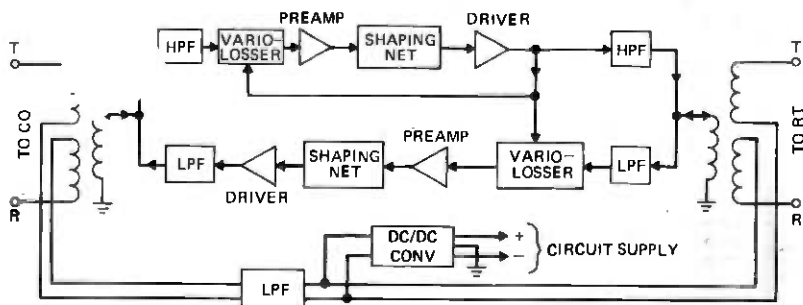 PREAMP
DRIVER
T
HPF
VARIO-
LOSSER
SHAPING
NET
HPF
T
TO CO
TO RT
PREAMP
LPF
SHAPING
NET
VARIO-
LOSSER
LPF
DRIVER
R
R
DC/DC
CONV
+
−
CIRCUIT SUPPLY
LPF